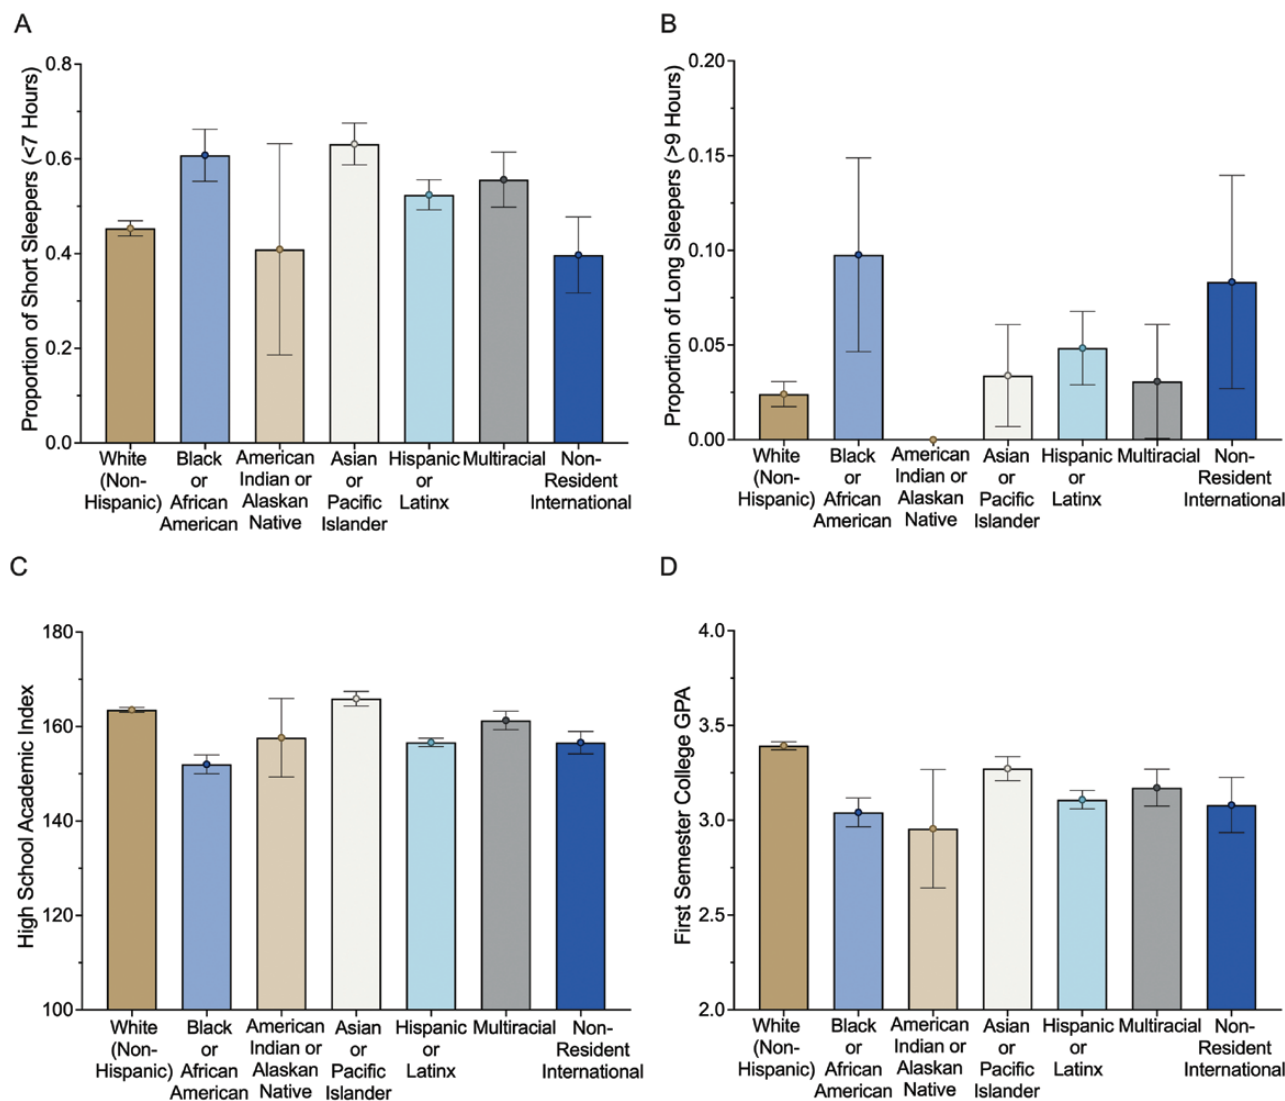 A
Proportion of Short Sleepers (<7 Hours)
0.8
0.6
0.4
0.2
0.0
White
(Non-
Hispanic)
Black
or
African
American
American
Indian or
Alaskan
Native
Asian
or
Pacific
Islander
Hispanic
or
Latinx
Multiracial
Non-
Resident
International
B
Proportion of Long Sleepers (>9 Hours)
0.20
0.15
0.10
0.05
0.00
White
(Non-
Hispanic)
Black
or
African
American
American
Indian or
Alaskan
Native
Asian
or
Pacific
Islander
Hispanic
or
Latinx
Multiracial
Non-
Resident
International
C
High School Academic Index
180
160
140
120
100
White
(Non-
Hispanic)
Black
or
African
American
American
Indian or
Alaskan
Native
Asian
or
Pacific
Islander
Hispanic
or
Latinx
Multiracial
Non-
Resident
International
D
First Semester College GPA
4.0
3.5
3.0
2.5
2.0
White
(Non-
Hispanic)
Black
or
African
American
American
Indian or
Alaskan
Native
Asian
or
Pacific
Islander
Hispanic
or
Latinx
Multiracial
Non-
Resident
International